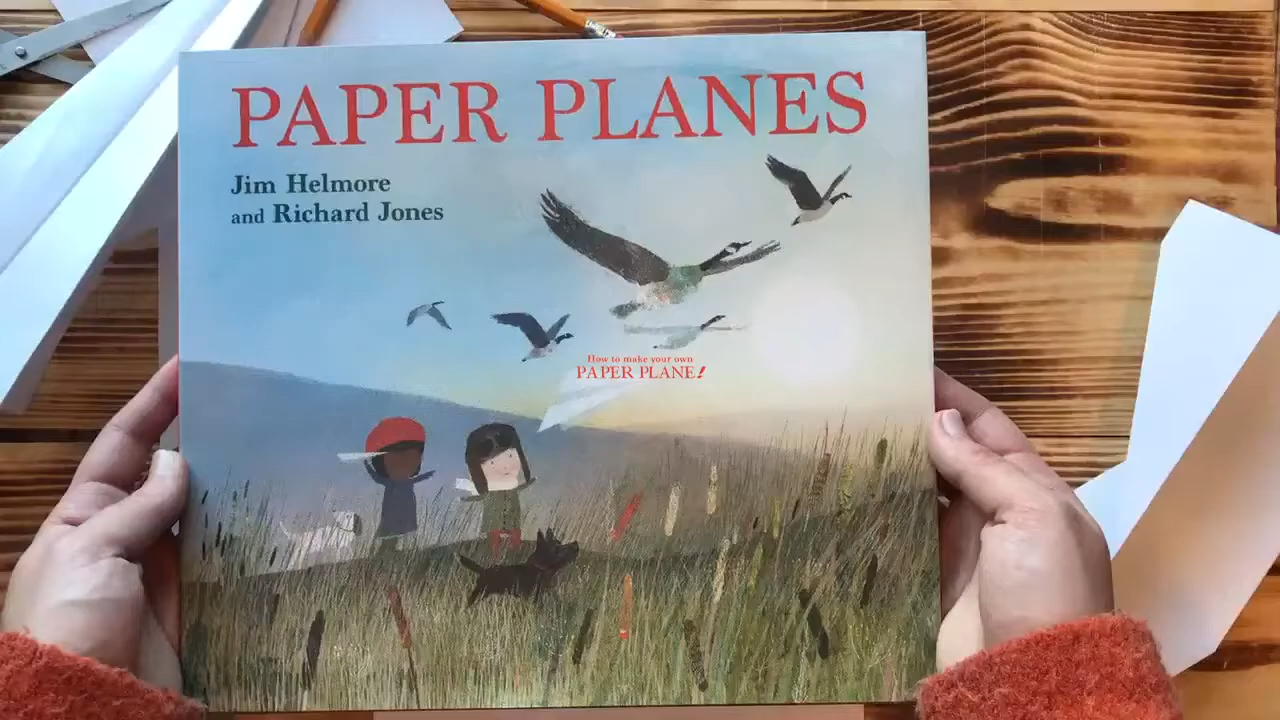 PAPER PLANES
Jim Helmore
and Richard Jones
How to make your own
PAPER PLANE!